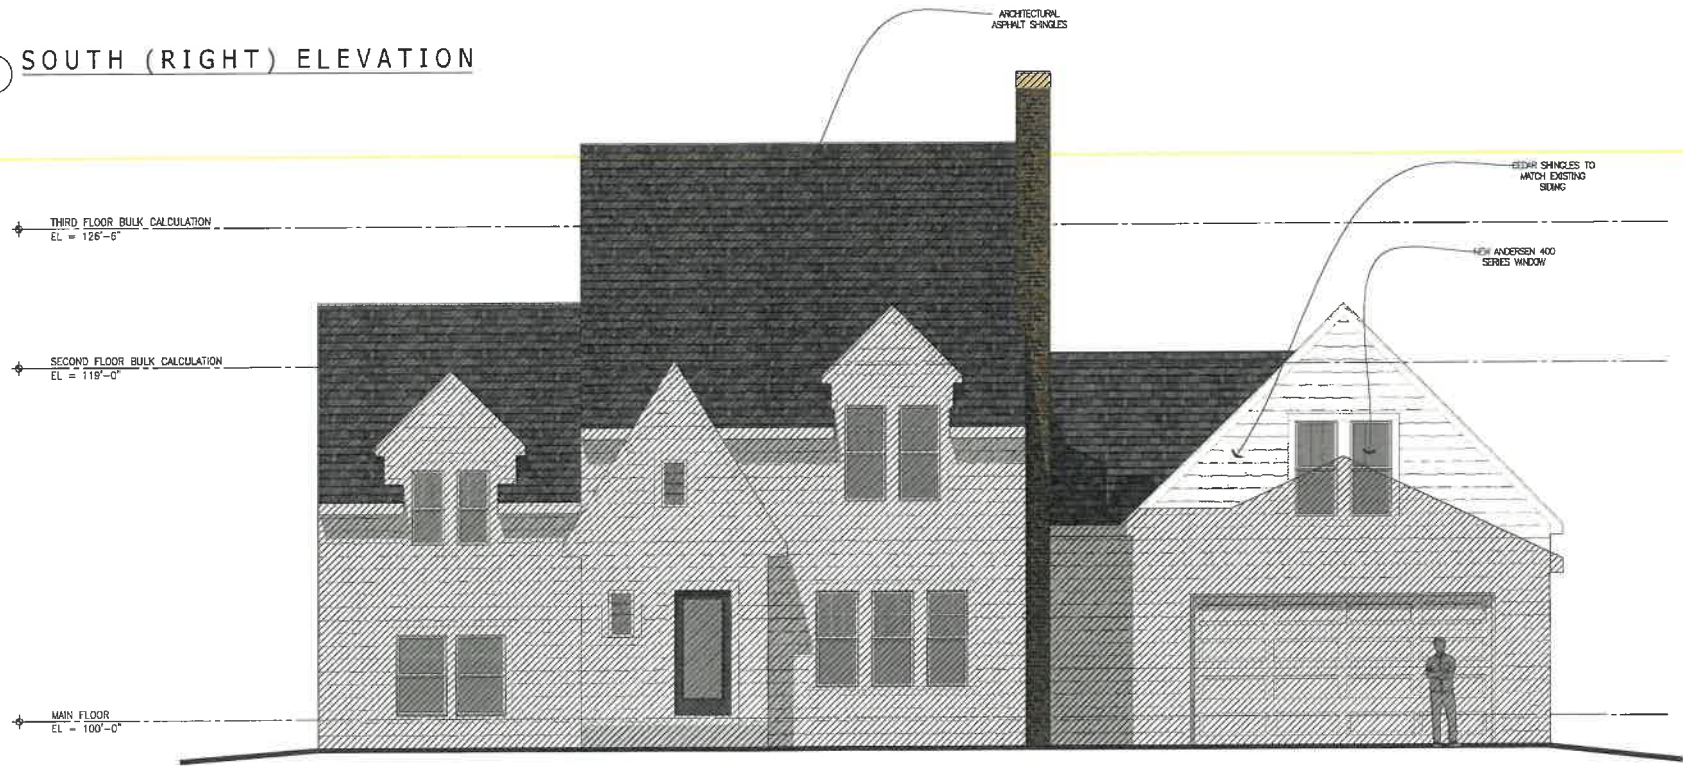 SOUTH (RIGHT) ELEVATION
ARCHITECTURAL
ASPHALT SHINGLES
CEDAR SHINGLES TO
MATCH EXISTING
SIDING
THIRD FLOOR BULK CALCULATION
EL = 126'-6"
NEW ANDERSEN 400
SERIES WINDOW
SECOND FLOOR BULK CALCULATION
EL = 119'-0"
MAIN FLOOR
EL = 100'-0"